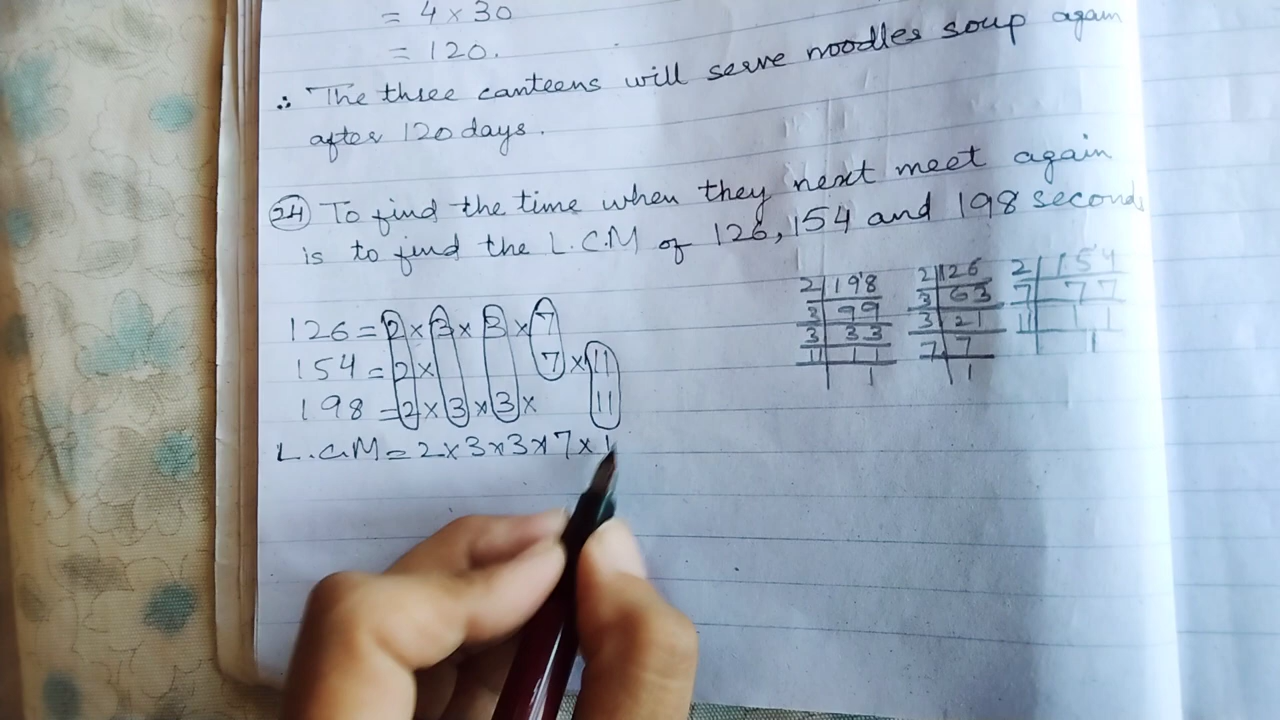 = 4 × 30
= 120.
∴ The three canteens will serve noodles soup again
after 120 days.
24 To find the time when they next meet again
is to find the L.C.M of 126, 154 and 198 second
126 = 2 × 3 × 3 × 7
154 = 2 × 7 × 11
198 = 2 × 3 × 3 × 11
L.C.M = 2 × 3 × 3 × 7 × 1
2 | 198
3 | 99
3 | 33
11 | 11
1
2 | 126
3 | 63
3 | 21
7 | 7
1
2 | 154
7 | 77
11 | 11
1